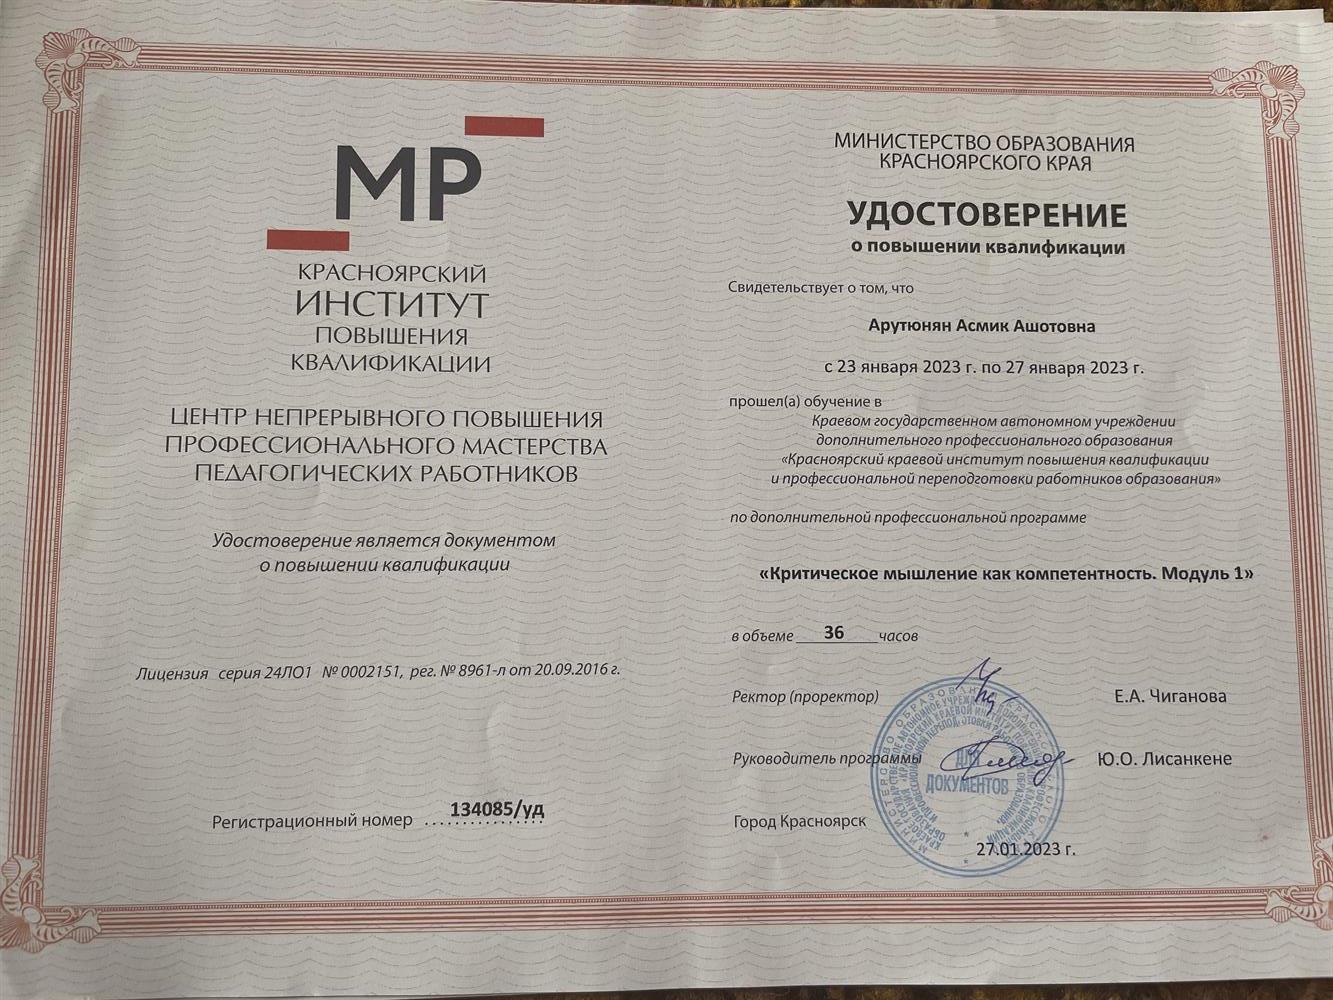 МР
КРАСНОЯРСКИЙ
ИНСТИТУТ
ПОВЫШЕНИЯ
КВАЛИФИКАЦИИ
ЦЕНТР НЕПРЕРЫВНОГО ПОВЫШЕНИЯ
ПРОФЕССИОНАЛЬНОГО МАСТЕРСТВА
ПЕДАГОГИЧЕСКИХ РАБОТНИКОВ
Удостоверение является документом
о повышении квалификации
Лицензия серия 24ЛО1 № 0002151, рег. № 8961-л от 20.09.2016 г.
Регистрационный номер 134085/уд
МИНИСТЕРСТВО ОБРАЗОВАНИЯ
КРАСНОЯРСКОГО КРАЯ
УДОСТОВЕРЕНИЕ
о повышении квалификации
Свидетельствует о том, что
Арутюнян Асмик Ашотовна
с 23 января 2023 г. по 27 января 2023 г.
прошел(а) обучение в
Краевом государственном автономном учреждении
дополнительного профессионального образования
«Красноярский краевой институт повышения квалификации
и профессиональной переподготовки работников образования»
по дополнительной профессиональной программе
«Критическое мышление как компетентность. Модуль 1»
в объеме 36 часов
Ректор (проректор) Е.А. Чиганова
Руководитель программы Ю.О. Лисанкене
ДЛЯ
ДОКУМЕНТОВ
Город Красноярск
27.01.2023 г.